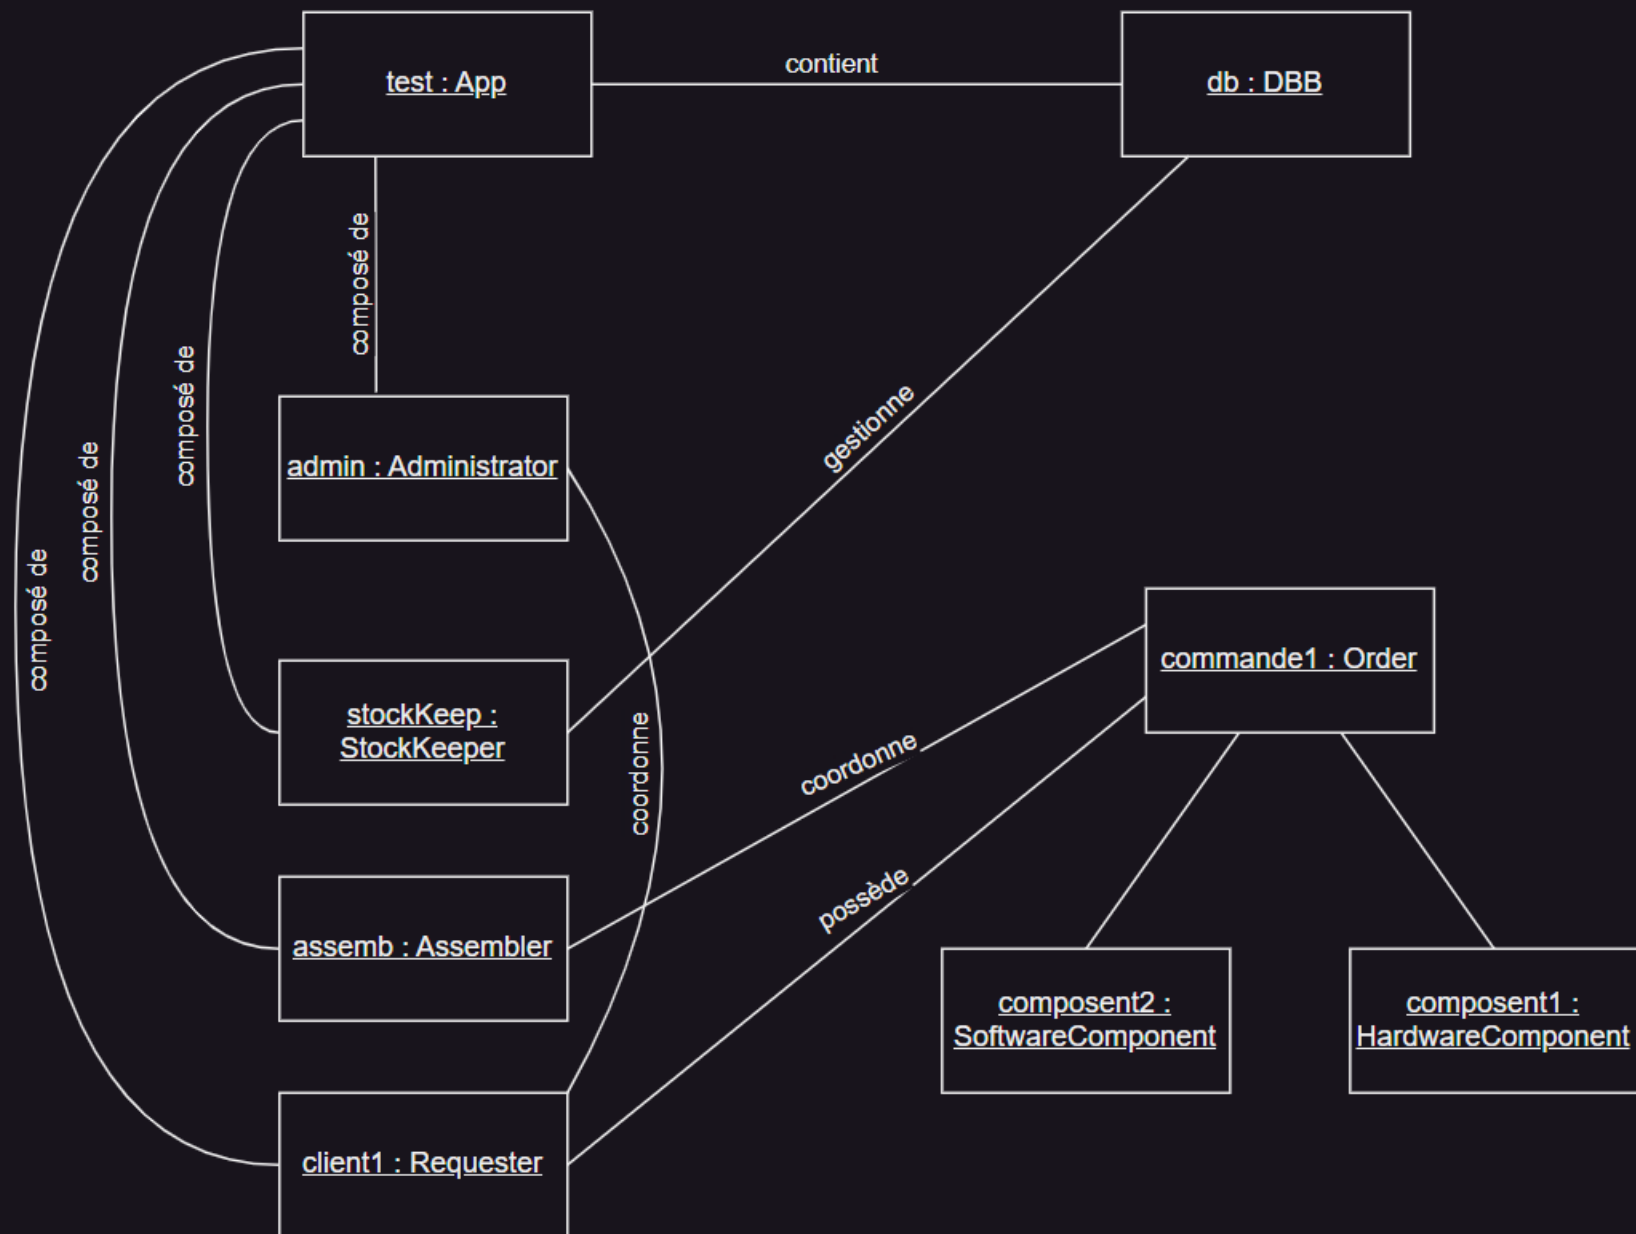 test : App
contient
db : DBB
composé de
composé de
composé de
composé de
gestionne
admin : Administrator
commande1 : Order
stockKeep :
StockKeeper
coordonne
coordonne
possède
assemb : Assembler
composent2 :
SoftwareComponent
composent1 :
HardwareComponent
client1 : Requester